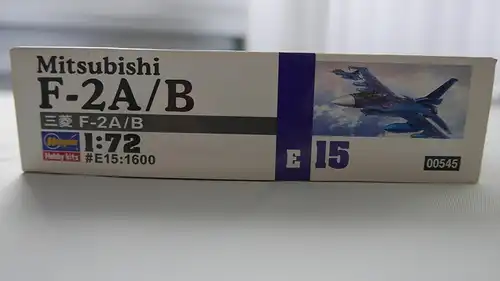 Mitsubishi
F-2A/B
三菱 F-2A/B
Hasegawa
Hobby kits
1:72
#E15:1600
E 15
00545